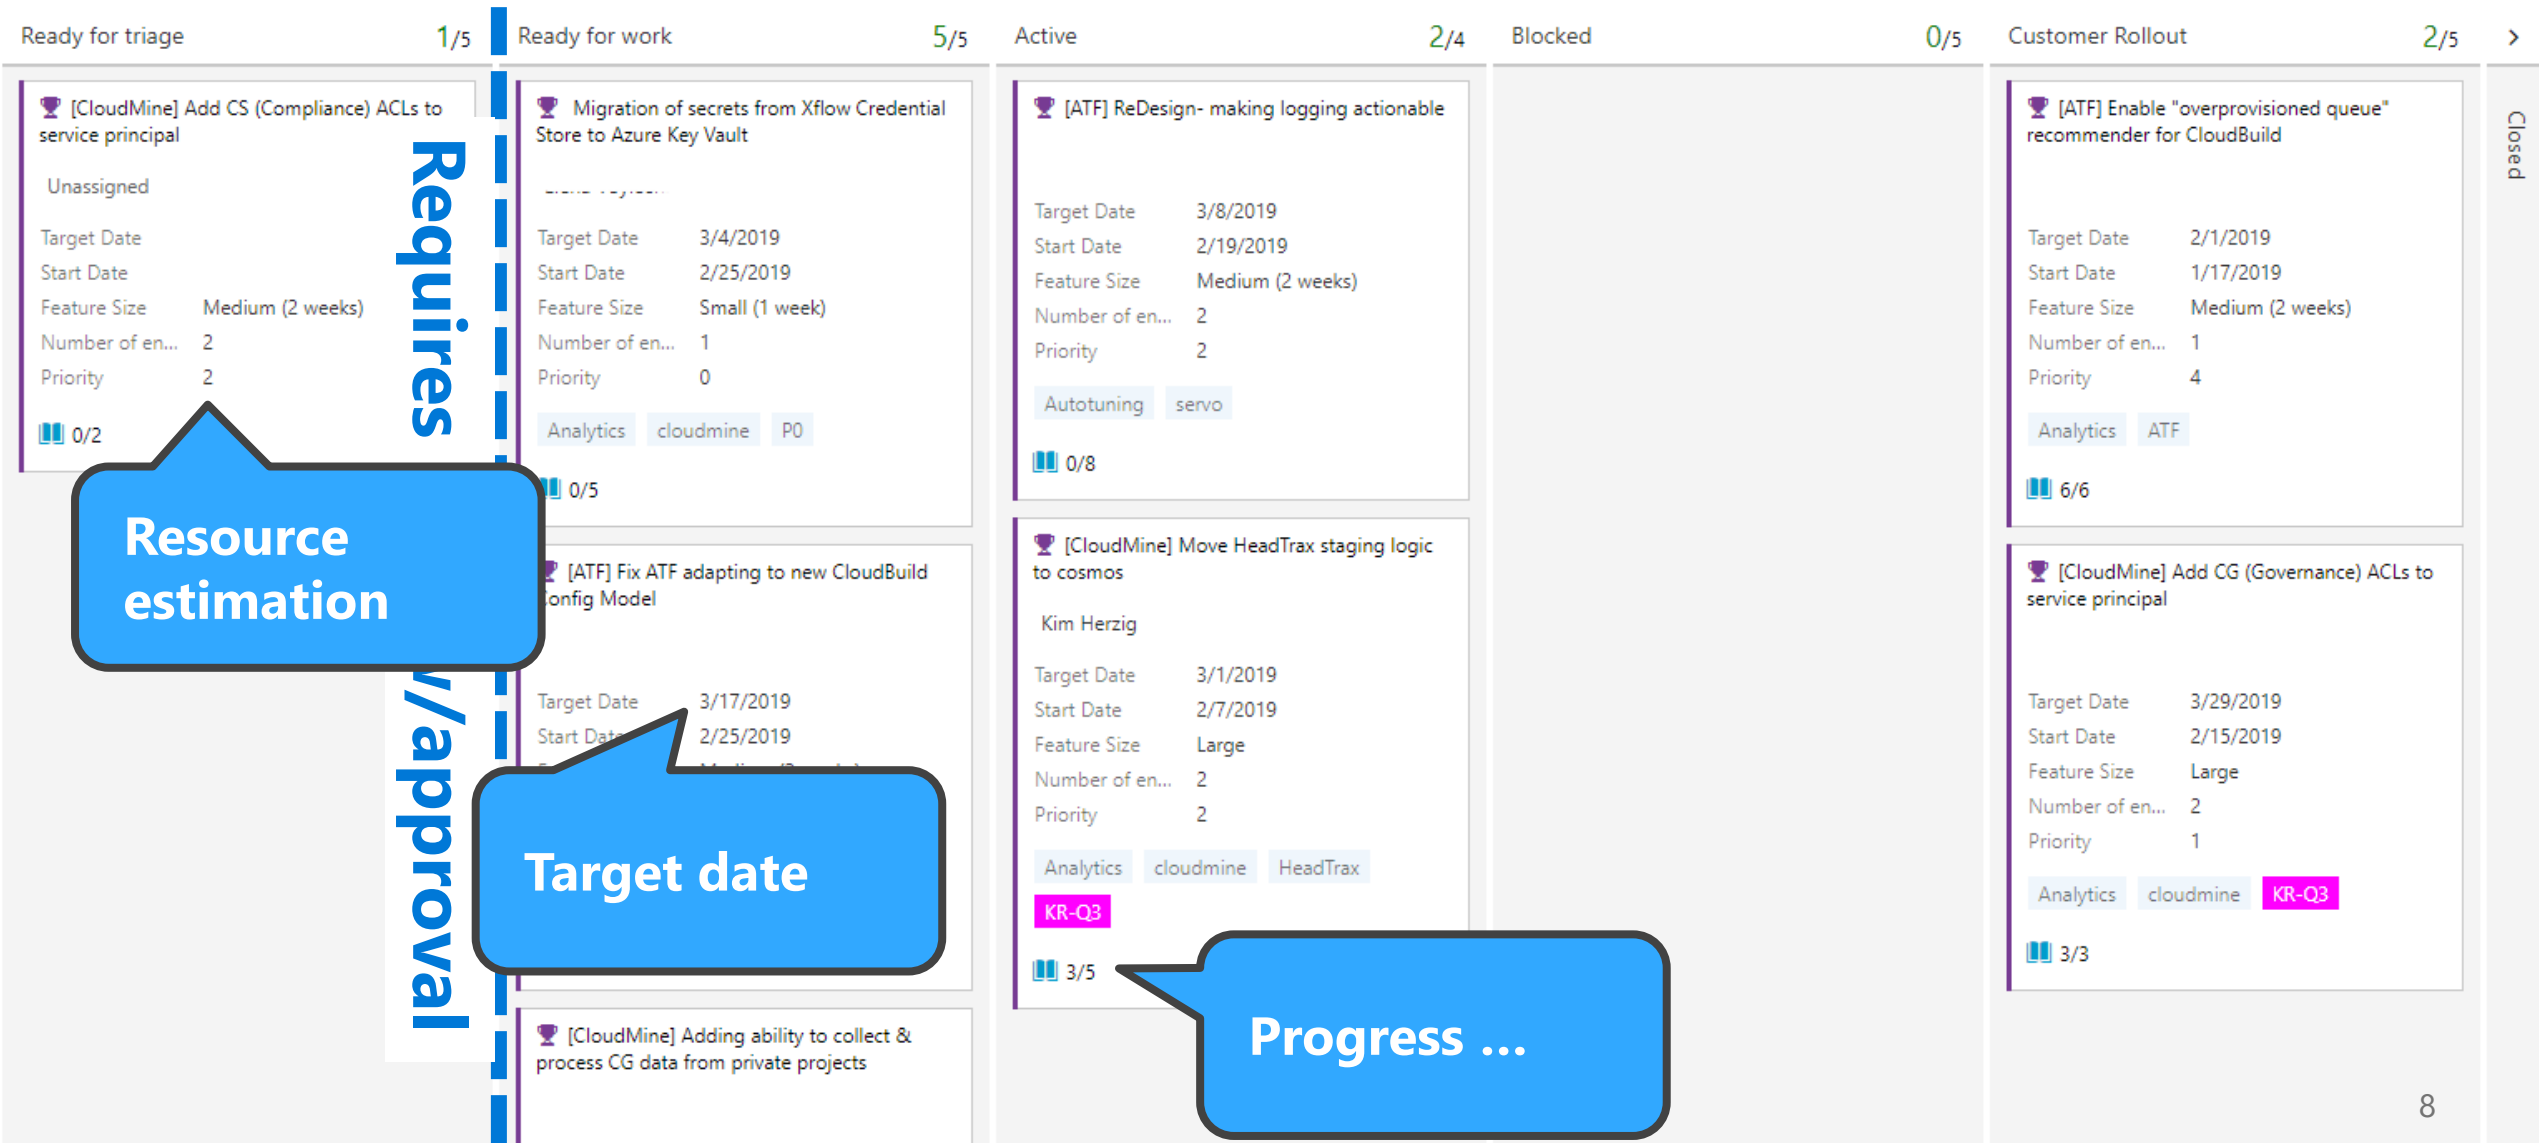 Ready for triage 1/5
[CloudMine] Add CS (Compliance) ACLs to
service principal
Unassigned
Target Date
Start Date
Feature Size Medium (2 weeks)
Number of en... 2
Priority 2
0/2
Resource
estimation
Requires
w/approval
Ready for work 5/5
Migration of secrets from Xflow Credential
Store to Azure Key Vault
Target Date 3/4/2019
Start Date 2/25/2019
Feature Size Small (1 week)
Number of en... 1
Priority 0
Analytics cloudmine P0
0/5
[ATF] Fix ATF adapting to new CloudBuild
Config Model
Target Date 3/17/2019
Start Date 2/25/2019
Target date
[CloudMine] Adding ability to collect &
process CG data from private projects
Active 2/4
[ATF] ReDesign- making logging actionable
Target Date 3/8/2019
Start Date 2/19/2019
Feature Size Medium (2 weeks)
Number of en... 2
Priority 2
Autotuning servo
0/8
[CloudMine] Move HeadTrax staging logic
to cosmos
Kim Herzig
Target Date 3/1/2019
Start Date 2/7/2019
Feature Size Large
Number of en... 2
Priority 2
Analytics cloudmine HeadTrax
KR-Q3
3/5
Progress ...
Blocked 0/5
Customer Rollout 2/5
[ATF] Enable "overprovisioned queue"
recommender for CloudBuild
Target Date 2/1/2019
Start Date 1/17/2019
Feature Size Medium (2 weeks)
Number of en... 1
Priority 4
Analytics ATF
6/6
[CloudMine] Add CG (Governance) ACLs to
service principal
Target Date 3/29/2019
Start Date 2/15/2019
Feature Size Large
Number of en... 2
Priority 1
Analytics cloudmine KR-Q3
3/3
Closed
8